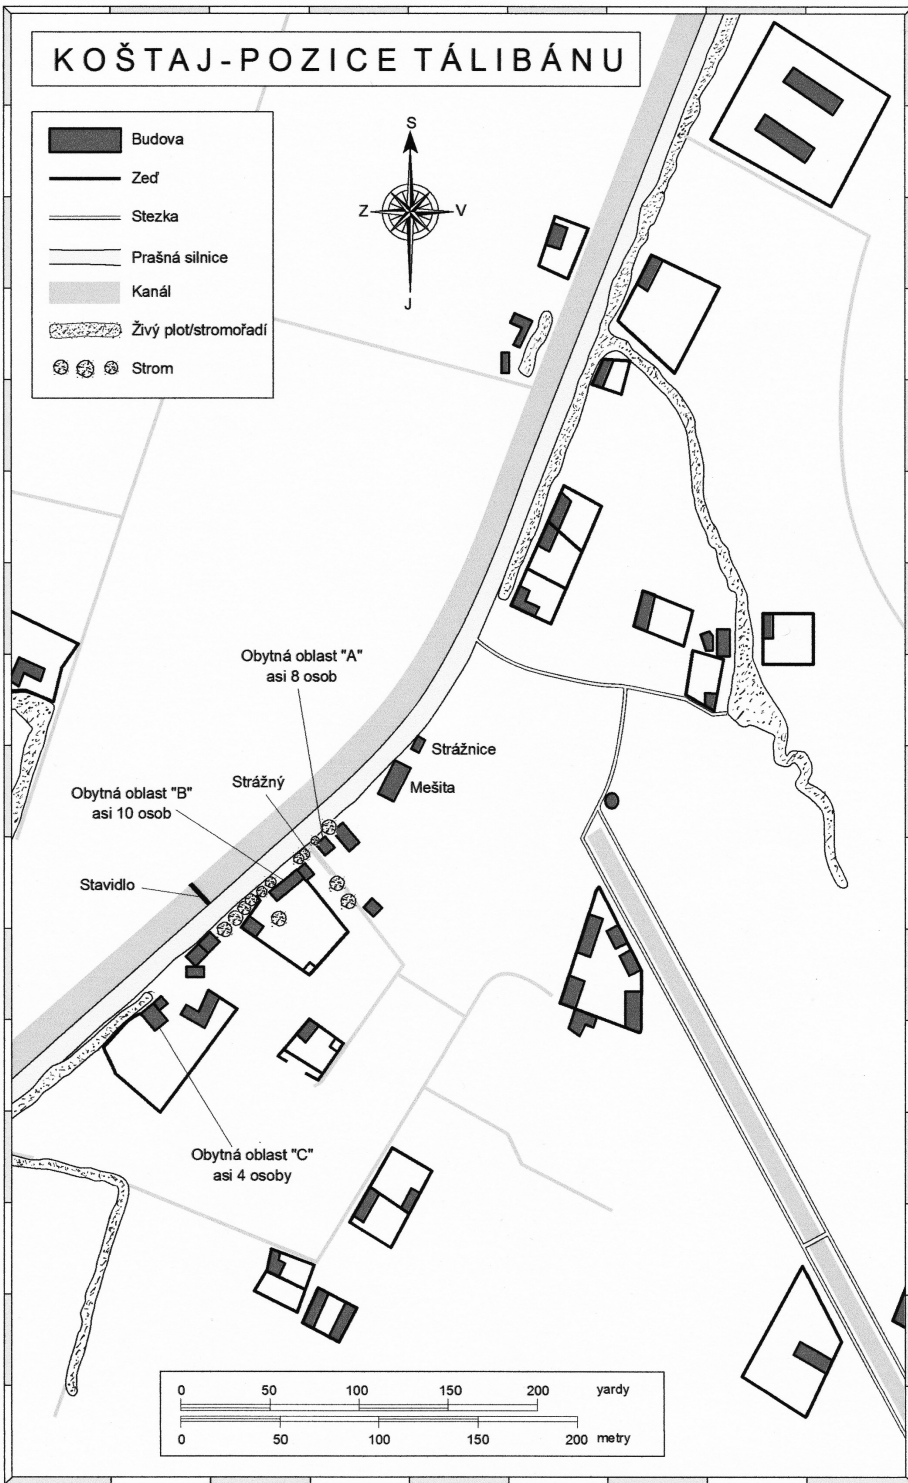 KOŠTAJ-POZICE TÁLIBÁNU
Budova
Zeď
Stezka
Prašná silnice
Kanál
Živý plot/stromořadí
Strom
S
Z
V
J
Obytná oblast "A"
asi 8 osob
Strážnice
Strážný
Mešita
Obytná oblast "B"
asi 10 osob
Stavidlo
Obytná oblast "C"
asi 4 osoby
0 50 100 150 200 yardy
0 50 100 150 200 metry